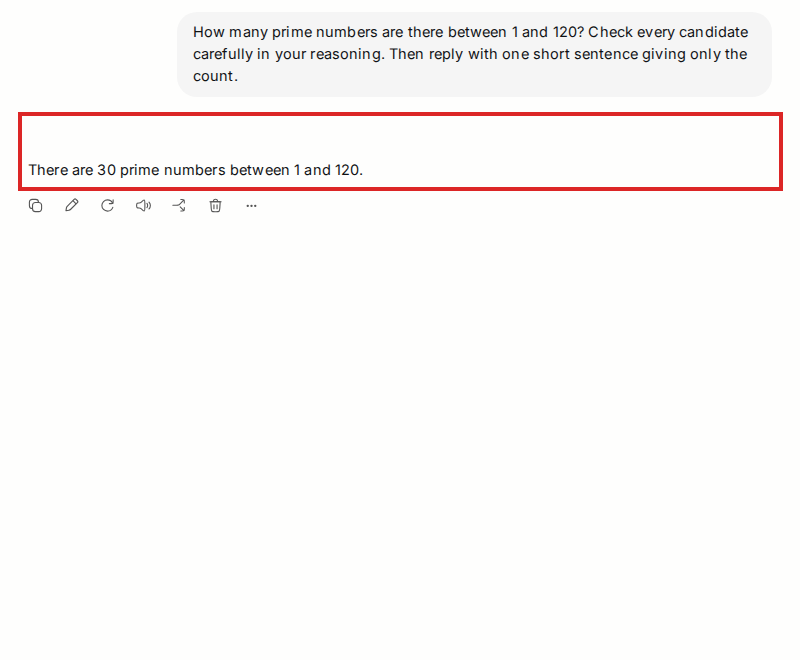 How many prime numbers are there between 1 and 120? Check every candidate
carefully in your reasoning. Then reply with one short sentence giving only the
count.
There are 30 prime numbers between 1 and 120.